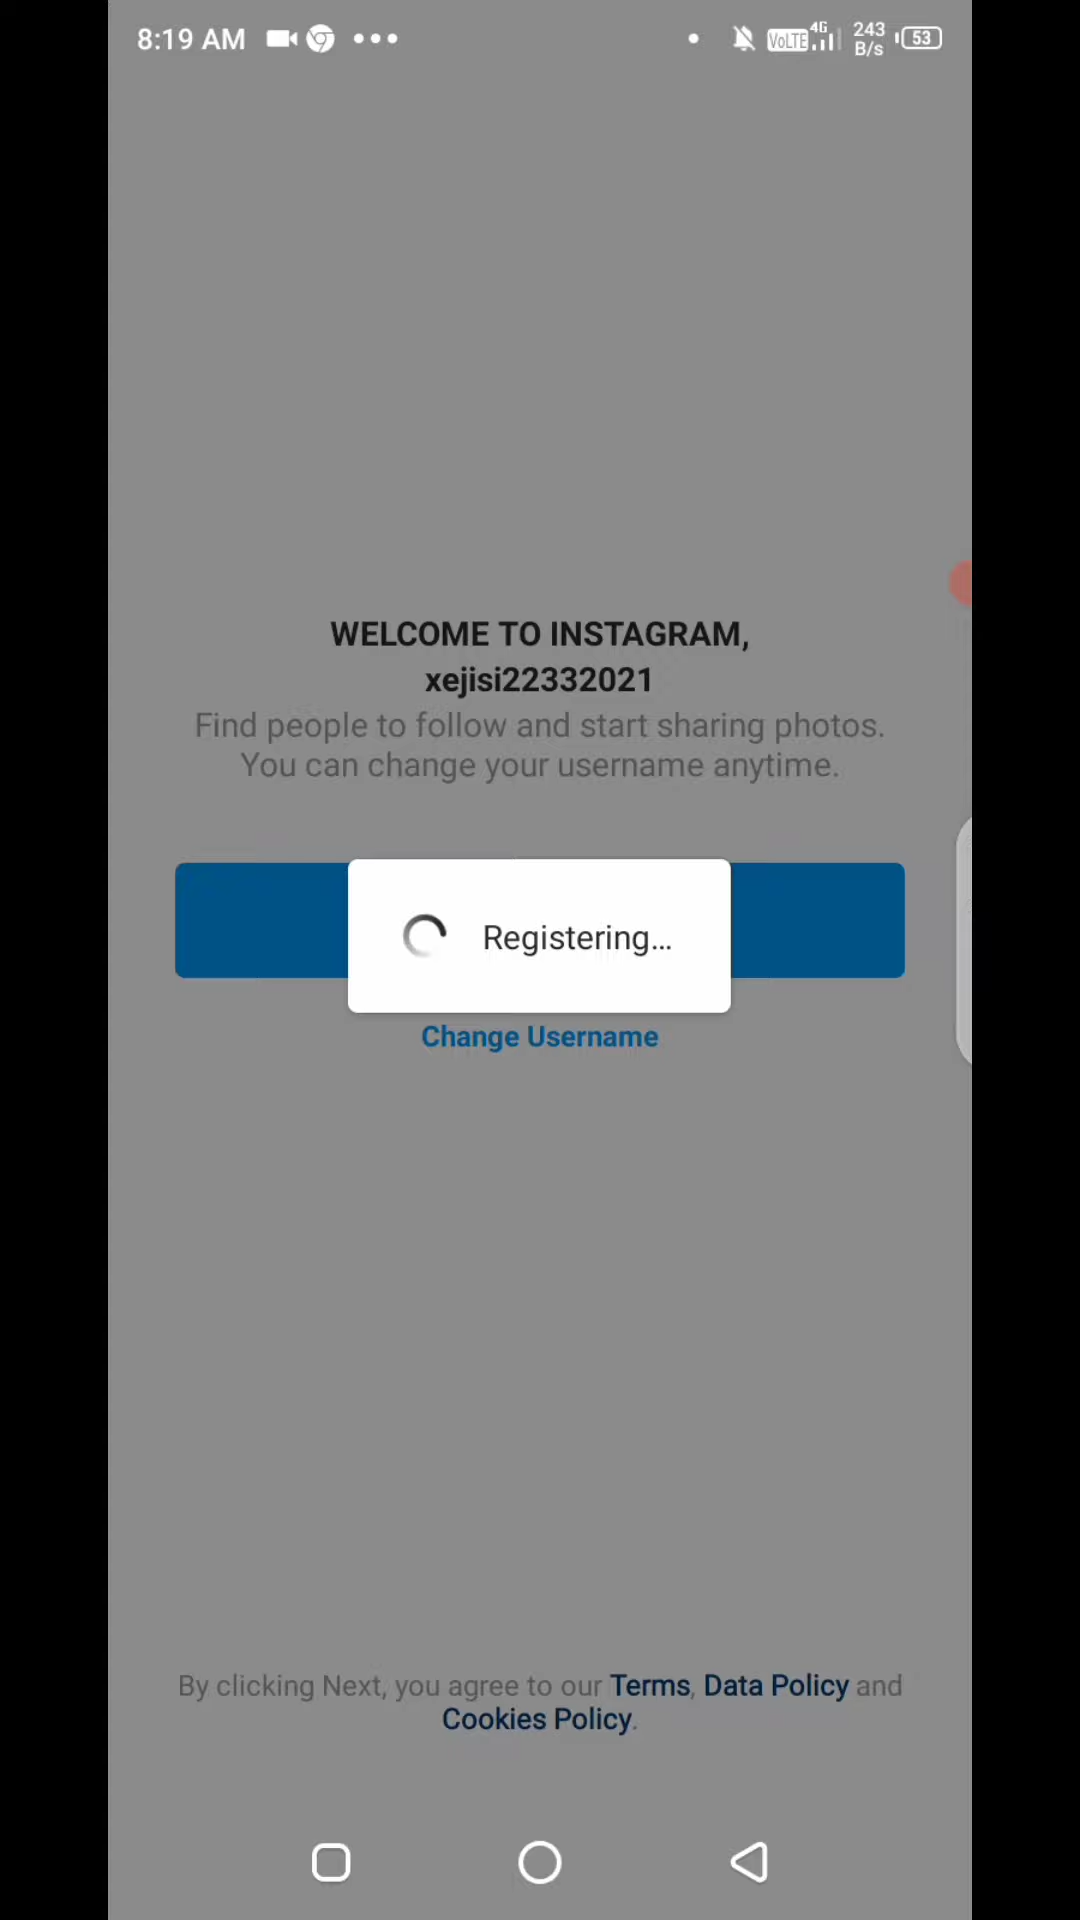 8:19 AM
VoLTE 4G 243 B/s 53
WELCOME TO INSTAGRAM,
xejisi22332021
Find people to follow and start sharing photos.
You can change your username anytime.
Registering...
Change Username
By clicking Next, you agree to our Terms, Data Policy and
Cookies Policy.